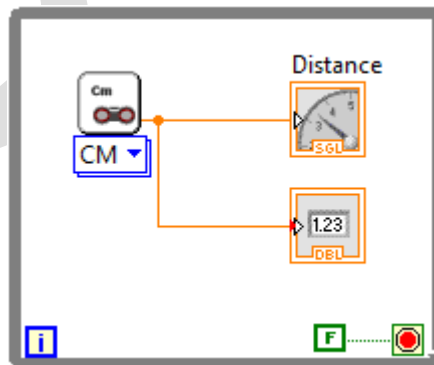 Distance
Cm
CM
3 4 5
SGL
1.23
DBL
i
F